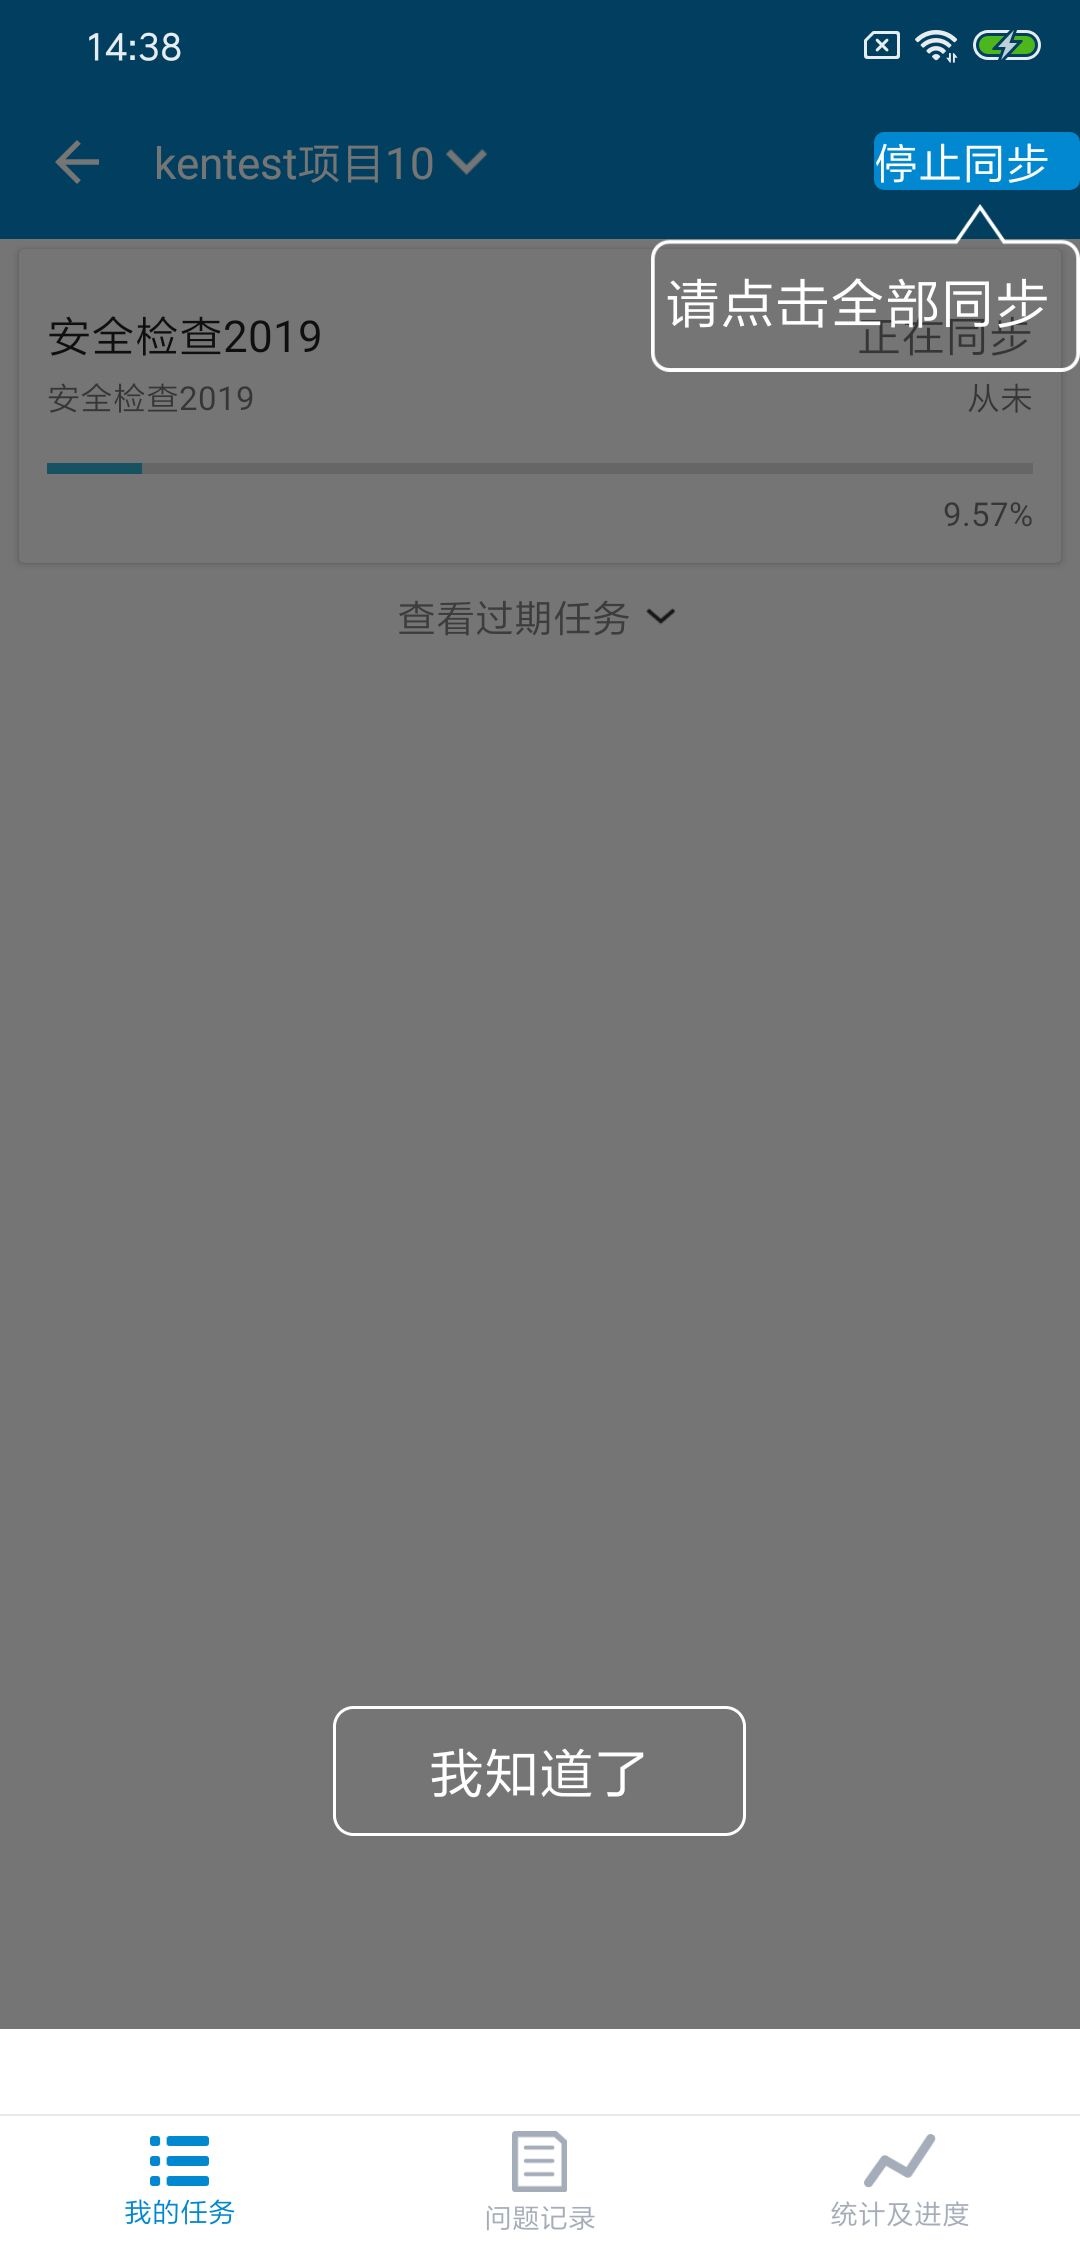 14:38
kentest项目10
停止同步
请点击全部同步
安全检查2019
正在同步
安全检查2019
从未
9.57%
查看过期任务
我知道了
我的任务
问题记录
统计及进度